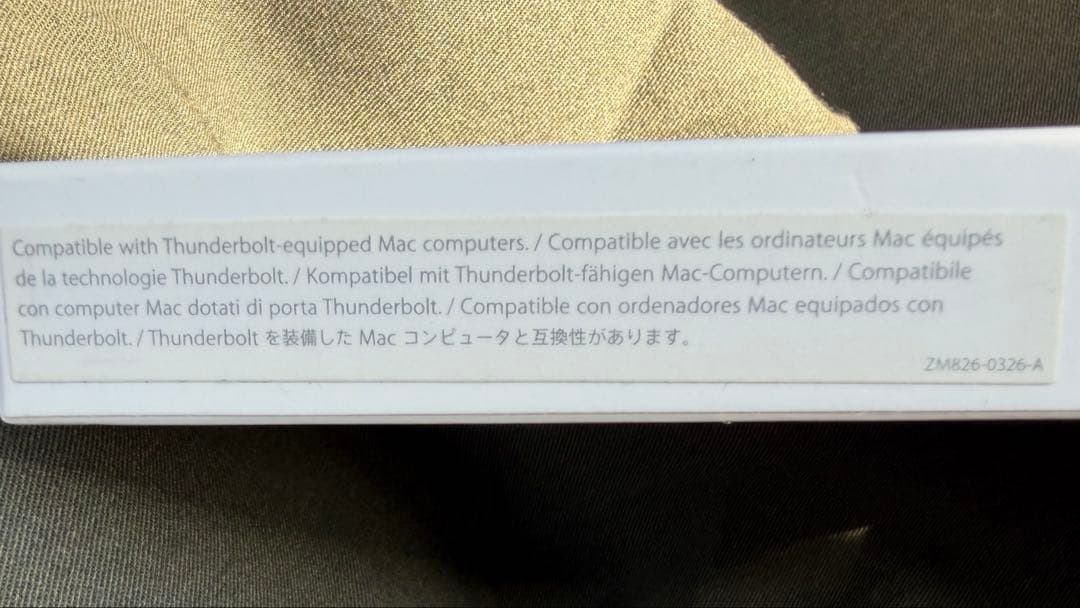 Compatible with Thunderbolt-equipped Mac computers. / Compatible avec les ordinateurs Mac équipés
de la technologie Thunderbolt. / Kompatibel mit Thunderbolt-fähigen Mac-Computern. / Compatibile
con computer Mac dotati di porta Thunderbolt. / Compatible con ordenadores Mac equipados con
Thunderbolt. / Thunderbolt を装備した Mac コンピュータと互換性があります。
ZM826-0326-A